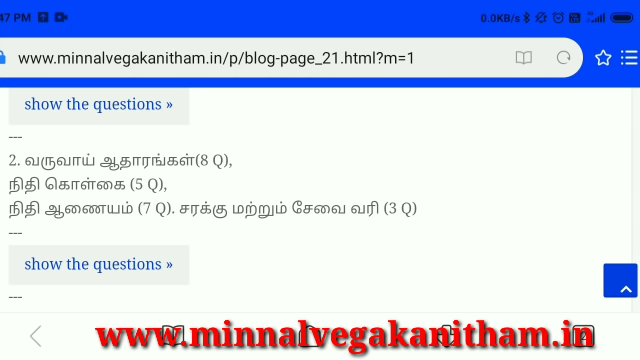 47 PM 0.0KB/s
www.minnalvegakanitham.in/p/blog-page_21.html?m=1
show the questions »
---
2. வருவாய் ஆதாரங்கள்(8 Q),
நிதி கொள்கை (5 Q),
நிதி ஆணையம் (7 Q). சரக்கு மற்றும் சேவை வரி (3 Q)
---
show the questions »
---
www.minnalvegakanitham.in